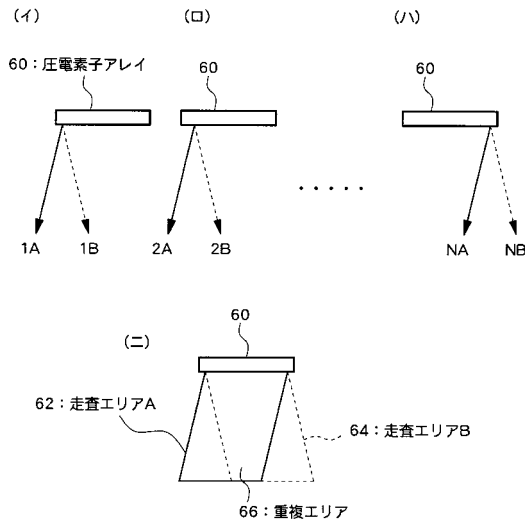 (イ)
(ロ)
(ハ)
60：圧電素子アレイ
60
60
1A
1B
2A
2B
・・・・・
NA
NB
(ニ)
60
62：走査エリアA
64：走査エリアB
66：重複エリア